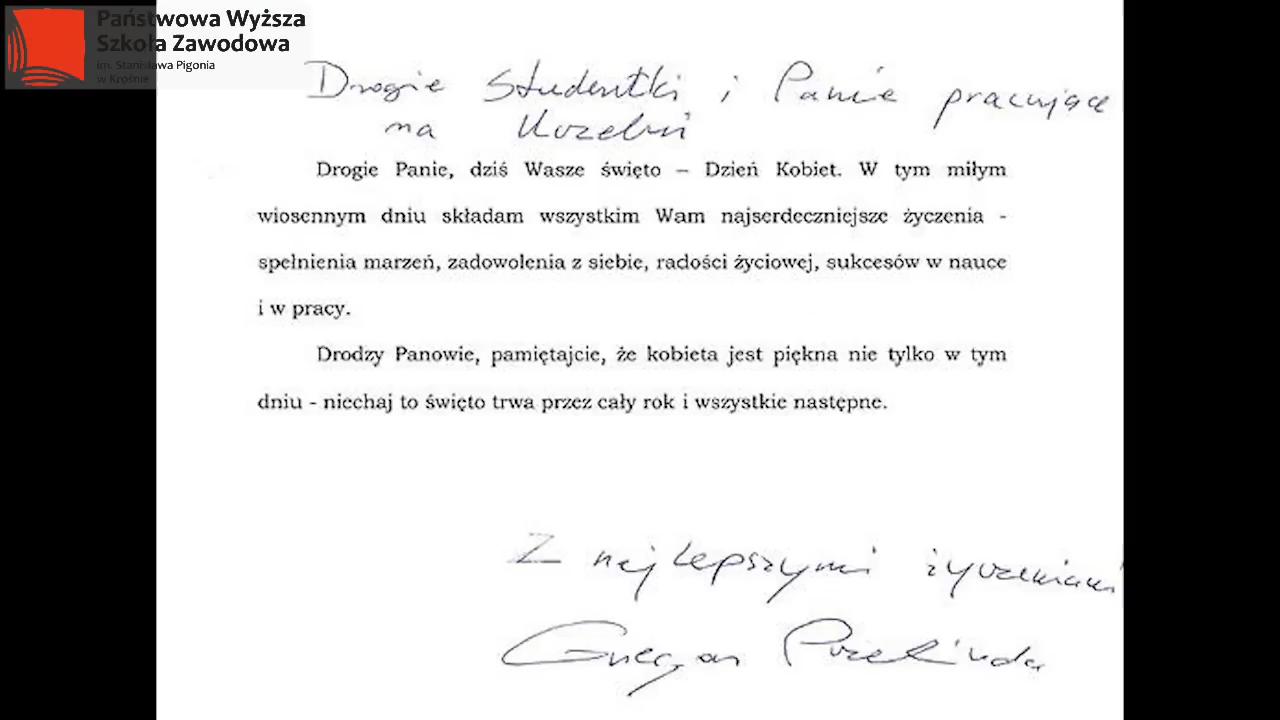 Państwowa Wyższa
Szkoła Zawodowa
im. Stanisława Pigonia
w Krośnie
Drogie Studentki i Panie pracujące
na Uczelni
Drogie Panie, dziś Wasze święto – Dzień Kobiet. W tym miłym
wiosennym dniu składam wszystkim Wam najserdeczniejsze życzenia -
spełnienia marzeń, zadowolenia z siebie, radości życiowej, sukcesów w nauce
i w pracy.
Drodzy Panowie, pamiętajcie, że kobieta jest piękna nie tylko w tym
dniu - niechaj to święto trwa przez cały rok i wszystkie następne.
Z najlepszymi życzeniami
Grzegorz